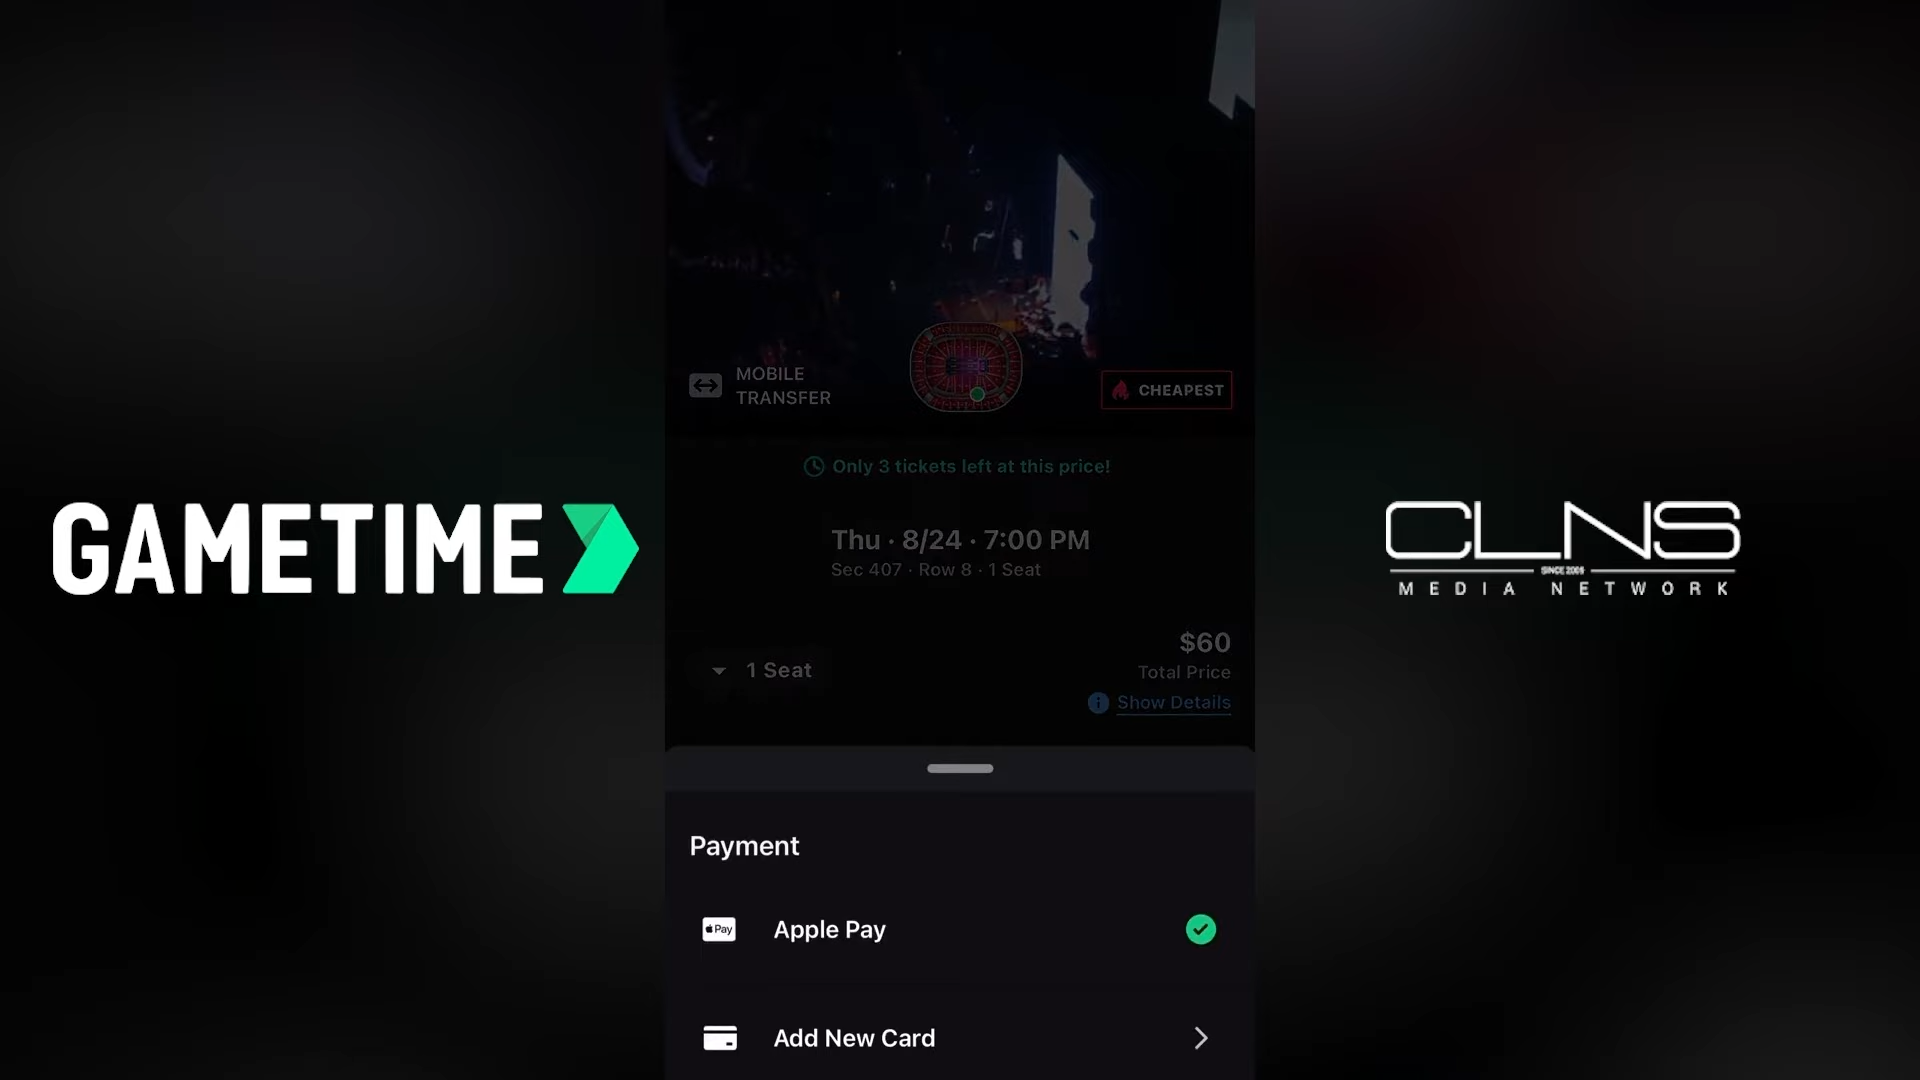 MOBILE
TRANSFER
CHEAPEST
Only 3 tickets left at this price!
Thu · 8/24 · 7:00 PM
Sec 407 · Row 8 · 1 Seat
GAMETIME
CLNS
SINCE 2005
MEDIA NETWORK
1 Seat
$60
Total Price
Show Details
Payment
Pay
Apple Pay
Add New Card